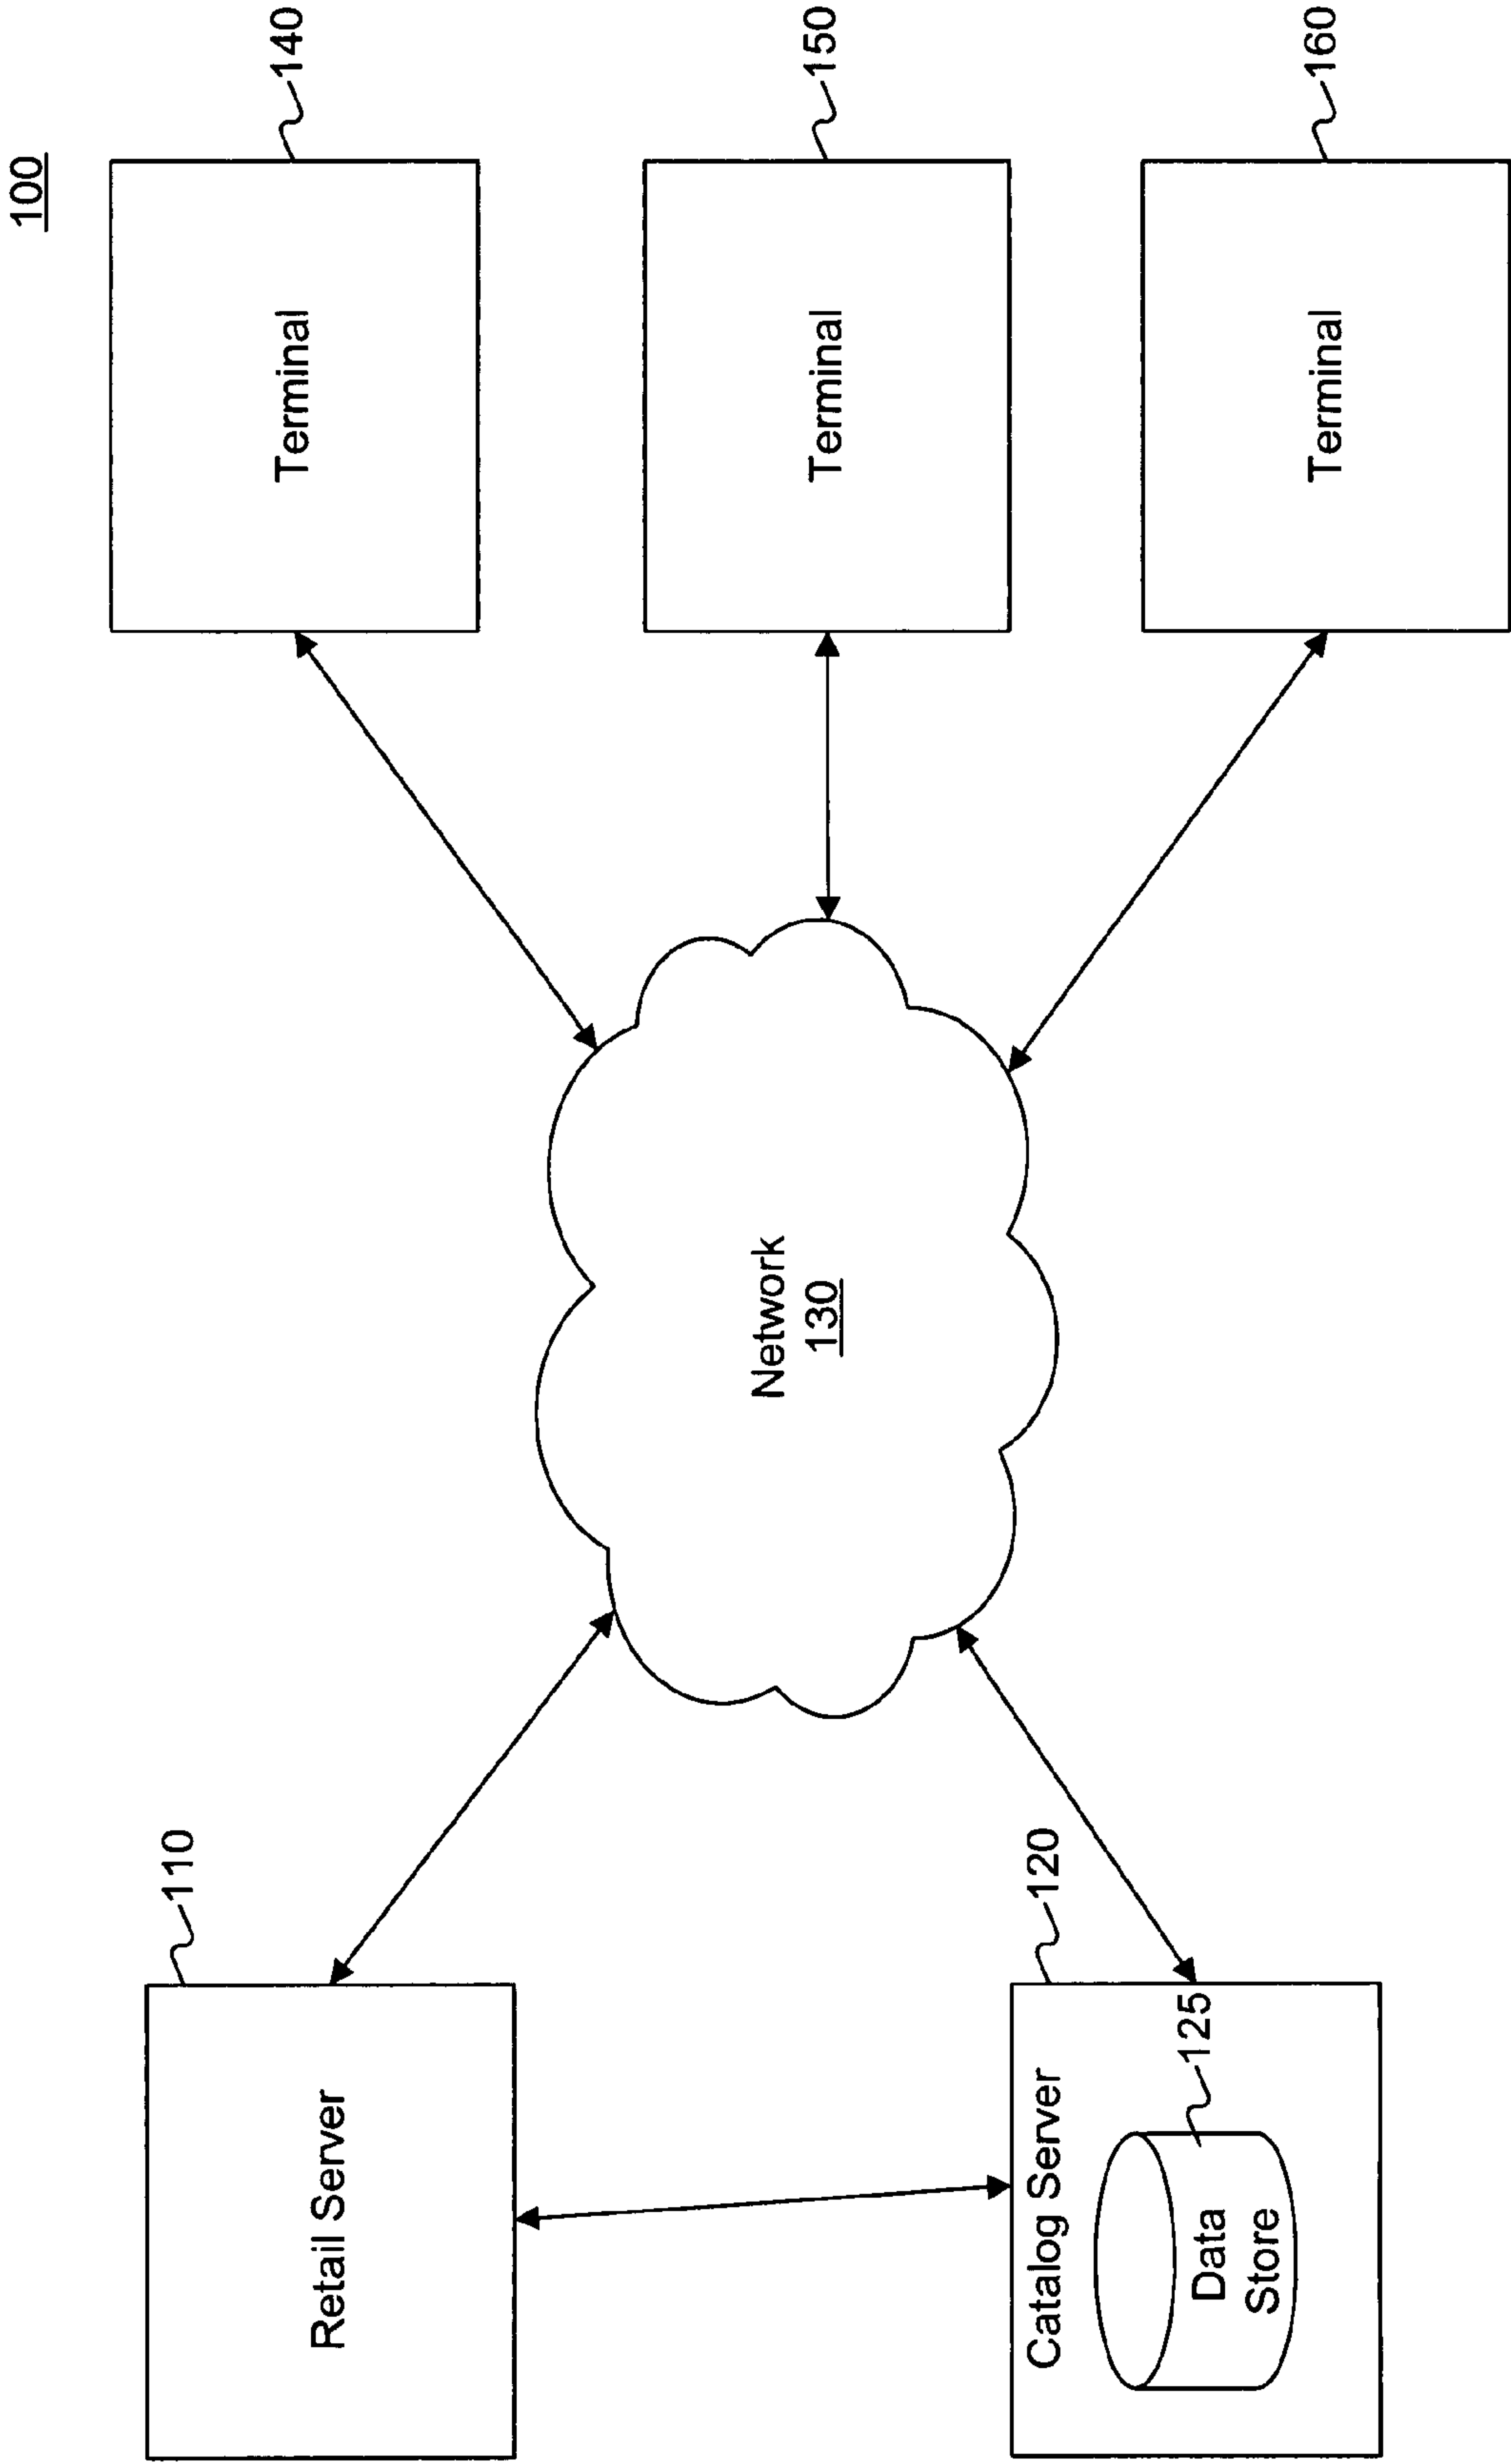 100
110
Retail Server
120
Catalog Server
125
Data
Store
Network
130
140
Terminal
150
Terminal
160
Terminal